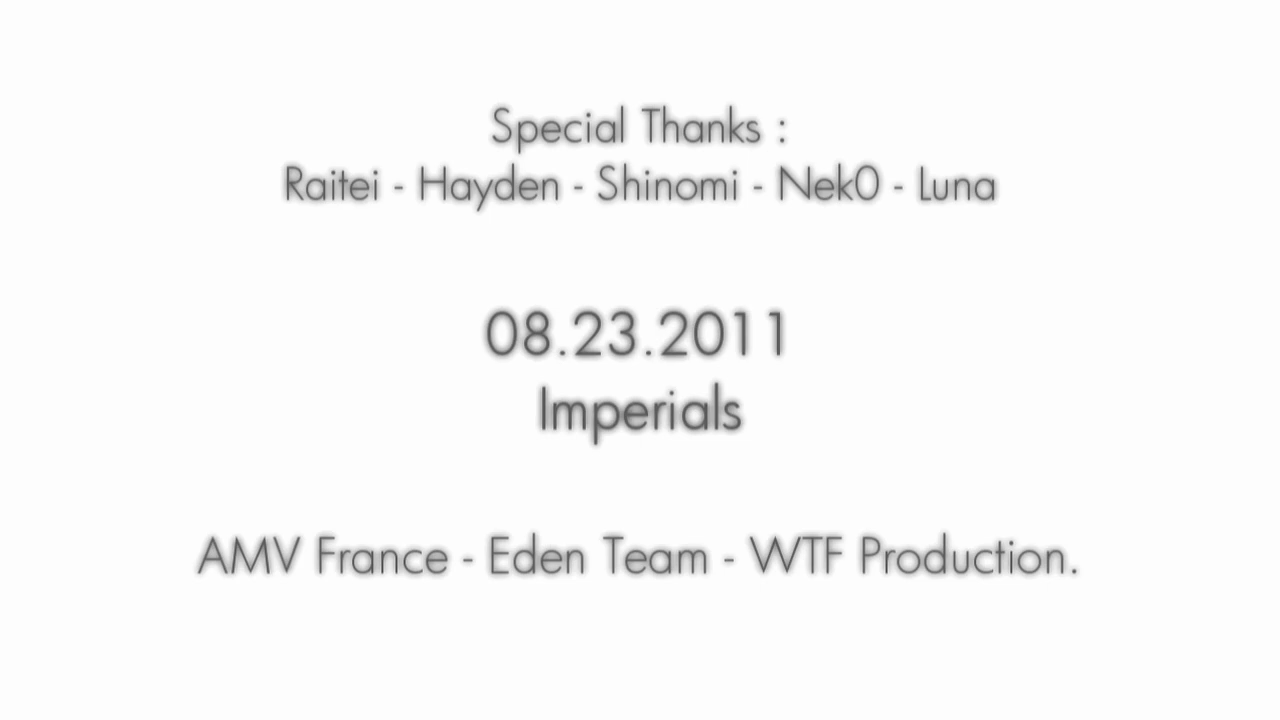 Special Thanks :
Raitei - Hayden - Shinomi - Nek0 - Luna
08.23.2011
Imperials
AMV France - Eden Team - WTF Production.